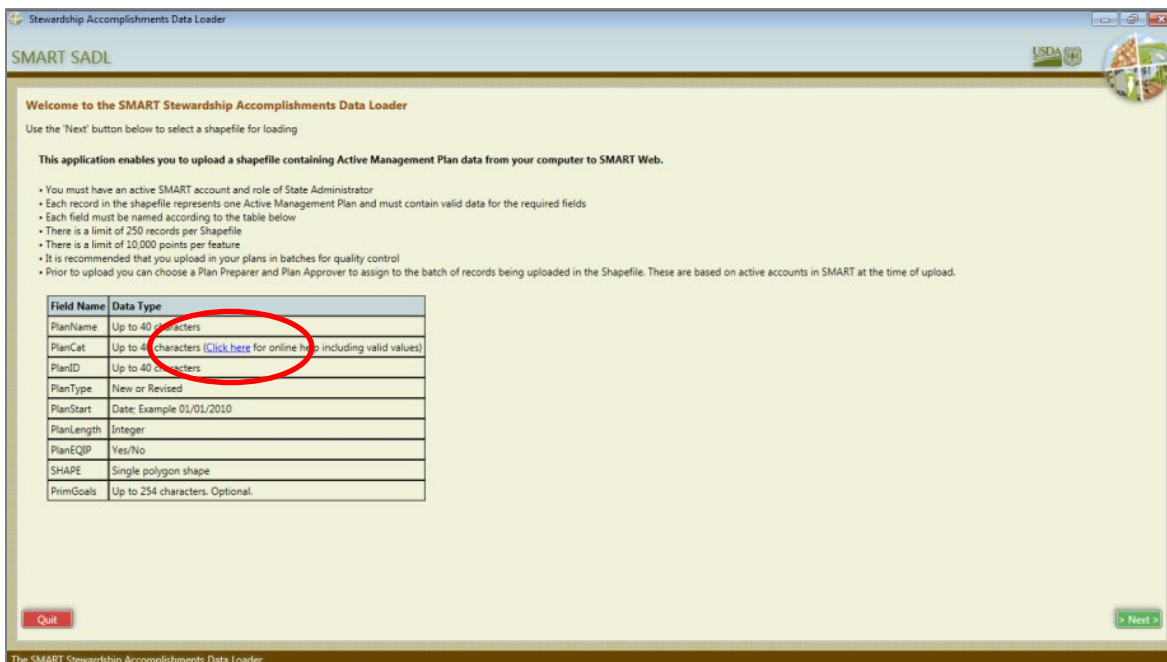 Stewardship Accomplishments Data Loader
SMART SADL
USDA
Welcome to the SMART Stewardship Accomplishments Data Loader
Use the 'Next' button below to select a shapefile for loading
This application enables you to upload a shapefile containing Active Management Plan data from your computer to SMART Web.
• You must have an active SMART account and role of State Administrator
• Each record in the shapefile represents one Active Management Plan and must contain valid data for the required fields
• Each field must be named according to the table below
• There is a limit of 250 records per Shapefile
• There is a limit of 10,000 points per feature
• It is recommended that you upload in your plans in batches for quality control
• Prior to upload you can choose a Plan Preparer and Plan Approver to assign to the batch of records being uploaded in the Shapefile. These are based on active accounts in SMART at the time of upload.
Field Name Data Type
PlanName Up to 40 characters
PlanCat Up to 40 characters (Click here for online help including valid values)
PlanID Up to 40 characters
PlanType New or Revised
PlanStart Date; Example 01/01/2010
PlanLength Integer
PlanEQIP Yes/No
SHAPE Single polygon shape
PrimGoals Up to 254 characters. Optional.
Quit
> Next >
The SMART Stewardship Accomplishments Data Loader